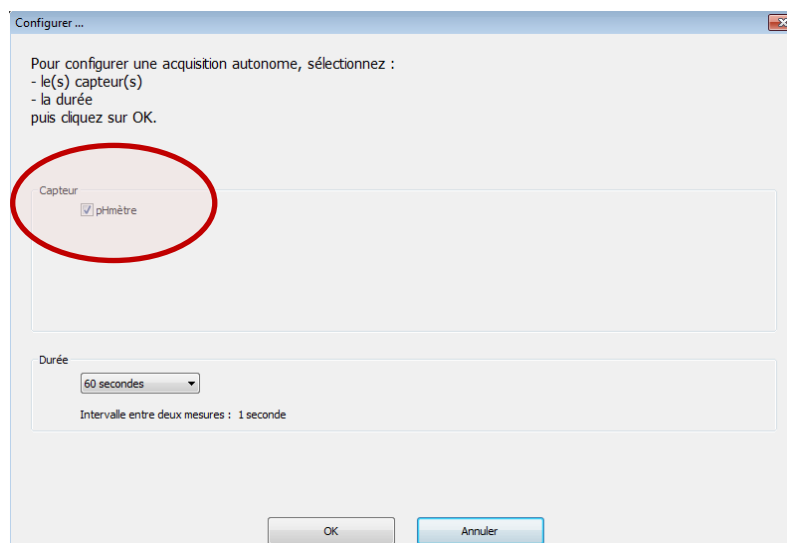 Configurer ...
Pour configurer une acquisition autonome, sélectionnez :
- le(s) capteur(s)
- la durée
puis cliquez sur OK.
Capteur
pHmètre
Durée
60 secondes
Intervalle entre deux mesures : 1 seconde
OK
Annuler